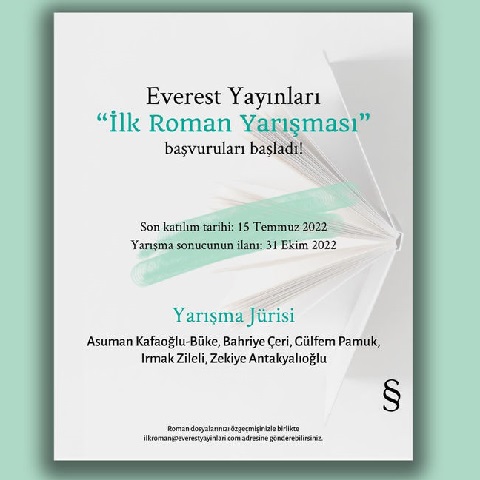 Everest Yayınları
“İlk Roman Yarışması”
başvuruları başladı!
Son katılım tarihi: 15 Temmuz 2022
Yarışma sonucunun ilanı: 31 Ekim 2022
Yarışma Jürisi
Asuman Kafaoğlu-Büke, Bahriye Çeri, Gülfem Pamuk,
Irmak Zileli, Zekiye Antakyalıoğlu
§
Roman dosyalarınızı özgeçmişinizle birlikte
ilkroman@everestyayinlari.com adresine gönderebilirsiniz.